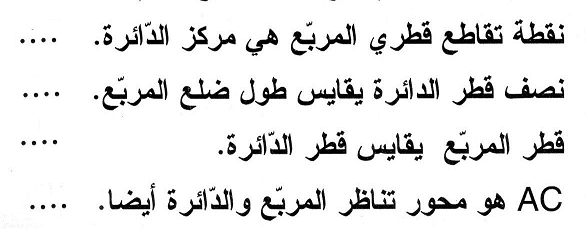 نقطة تقاطع قطري المربّع هي مركز الدّائرة. ....
نصف قطر الدائرة يقايس طول ضلع المربّع. ....
قطر المربّع يقايس قطر الدّائرة. ....
AC هو محور تناظر المربّع والدّائرة أيضا. ....